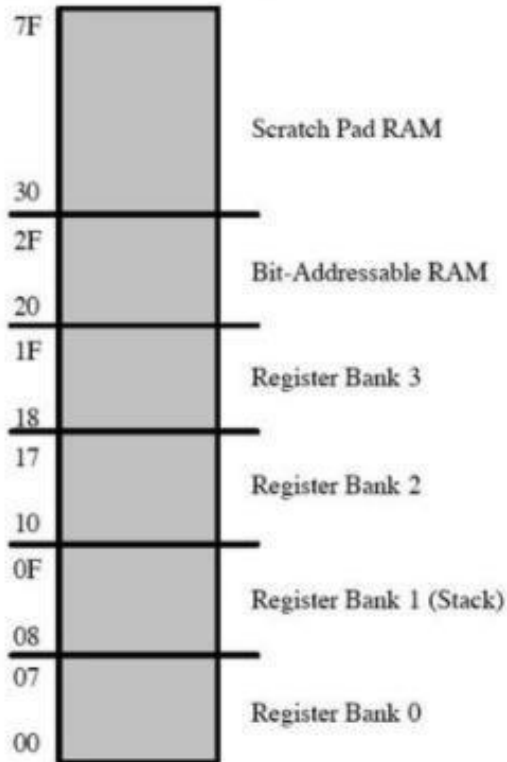 7F
Scratch Pad RAM
30
2F
Bit-Addressable RAM
20
1F
Register Bank 3
18
17
Register Bank 2
10
0F
Register Bank 1 (Stack)
08
07
Register Bank 0
00